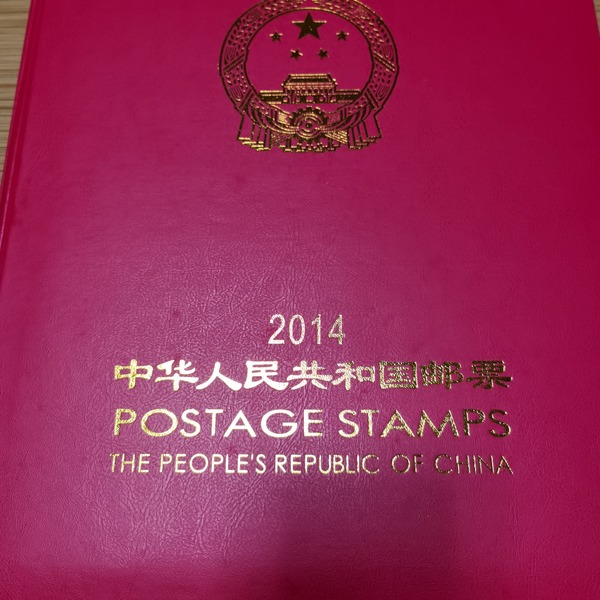 2014
中华人民共和国邮票
POSTAGE STAMPS
THE PEOPLE'S REPUBLIC OF CHINA